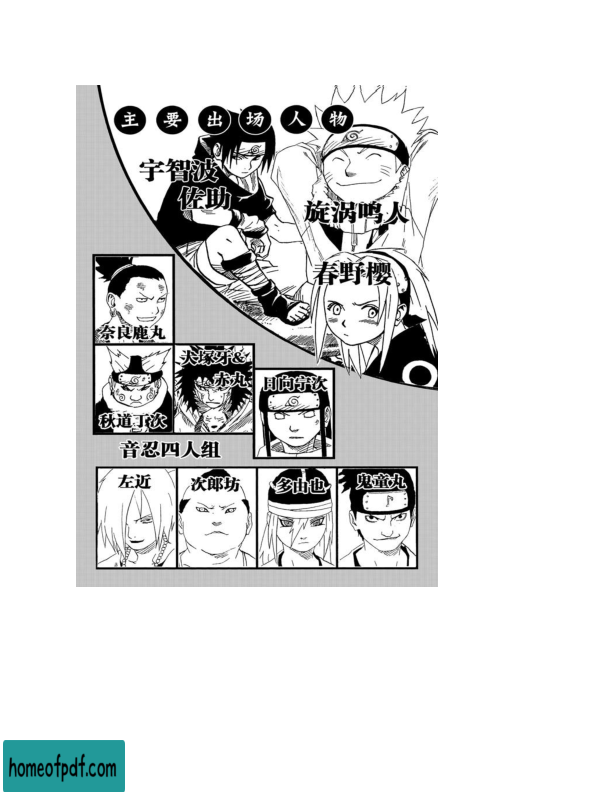 主要出场人物
宇智波
佐助
旋涡鸣人
春野樱
奈良鹿丸
秋道丁次
犬塚牙&
赤丸
日向宁次
音忍四人组
左近
次郎坊
多由也
鬼童丸
homeofpdf.com